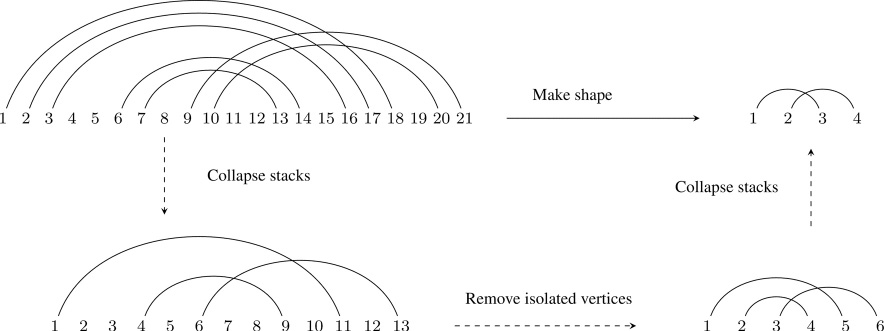 Make shape
1 2 3 4 5 6 7 8 9 10 11 12 13 14 15 16 17 18 19 20 21
1 2 3 4
Collapse stacks
Collapse stacks
Remove isolated vertices
1 2 3 4 5 6 7 8 9 10 11 12 13
1 2 3 4 5 6